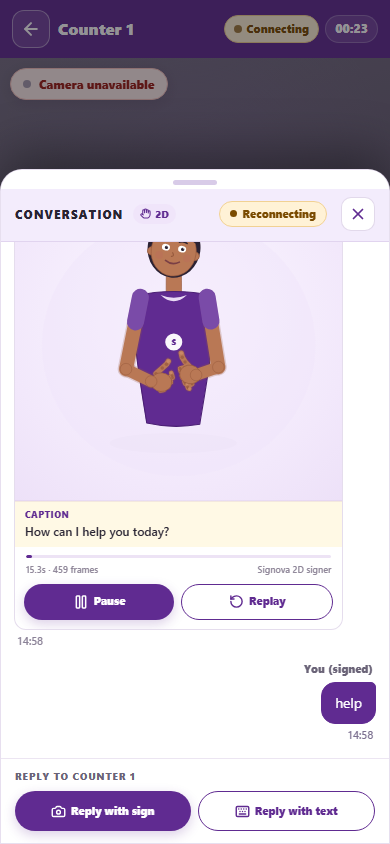 Counter 1
Connecting
00:23
Camera unavailable
CONVERSATION
2D
Reconnecting
S
CAPTION
How can I help you today?
15.3s · 459 frames
Signova 2D signer
Pause
Replay
14:58
You (signed)
help
14:58
REPLY TO COUNTER 1
Reply with sign
Reply with text